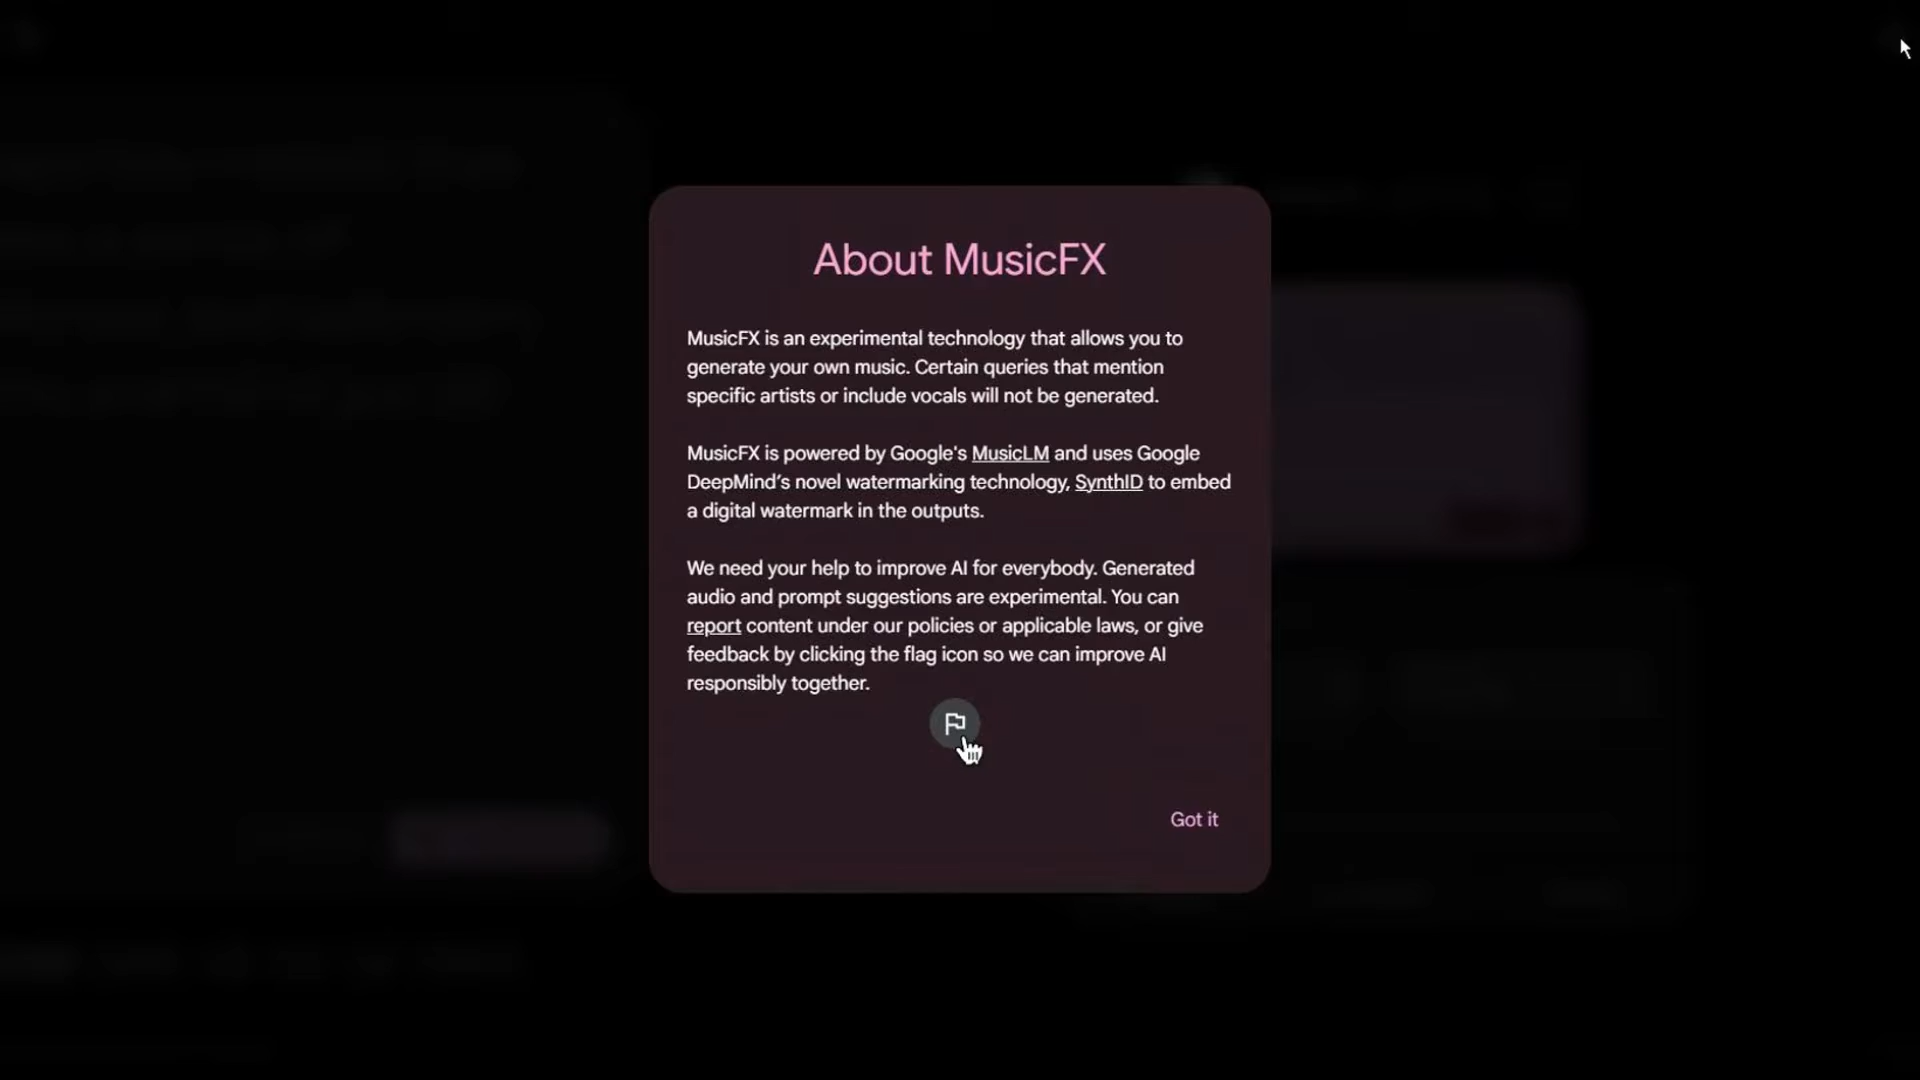 About MusicFX
MusicFX is an experimental technology that allows you to
generate your own music. Certain queries that mention
specific artists or include vocals will not be generated.
MusicFX is powered by Google's MusicLM and uses Google
DeepMind's novel watermarking technology, SynthID to embed
a digital watermark in the outputs.
We need your help to improve AI for everybody. Generated
audio and prompt suggestions are experimental. You can
report content under our policies or applicable laws, or give
feedback by clicking the flag icon so we can improve AI
responsibly together.
Got it